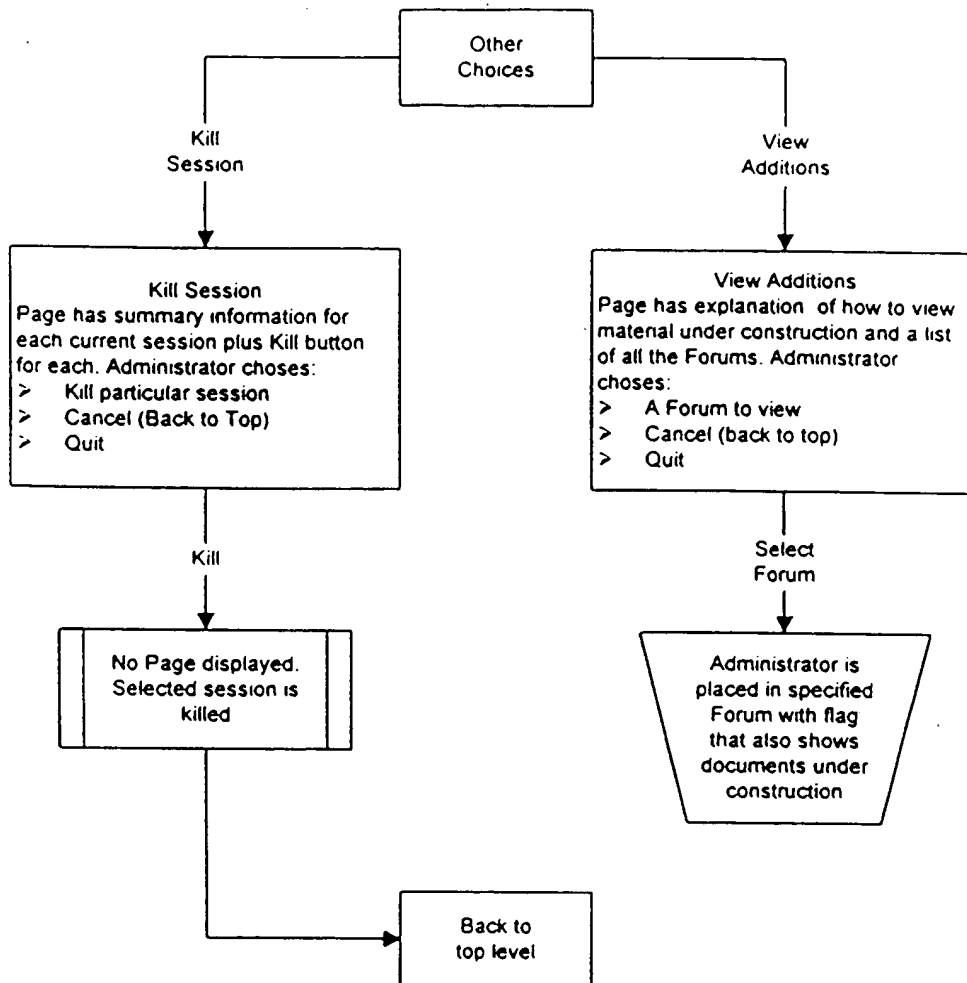 Other
Choices
Kill
Session
View
Additions
Kill Session
Page has summary information for
each current session plus Kill button
for each. Administrator choses:
➢ Kill particular session
➢ Cancel (Back to Top)
➢ Quit
View Additions
Page has explanation of how to view
material under construction and a list
of all the Forums. Administrator
choses:
➢ A Forum to view
➢ Cancel (back to top)
➢ Quit
Kill
Select
Forum
No Page displayed.
Selected session is
killed
Administrator is
placed in specified
Forum with flag
that also shows
documents under
construction
Back to
top level